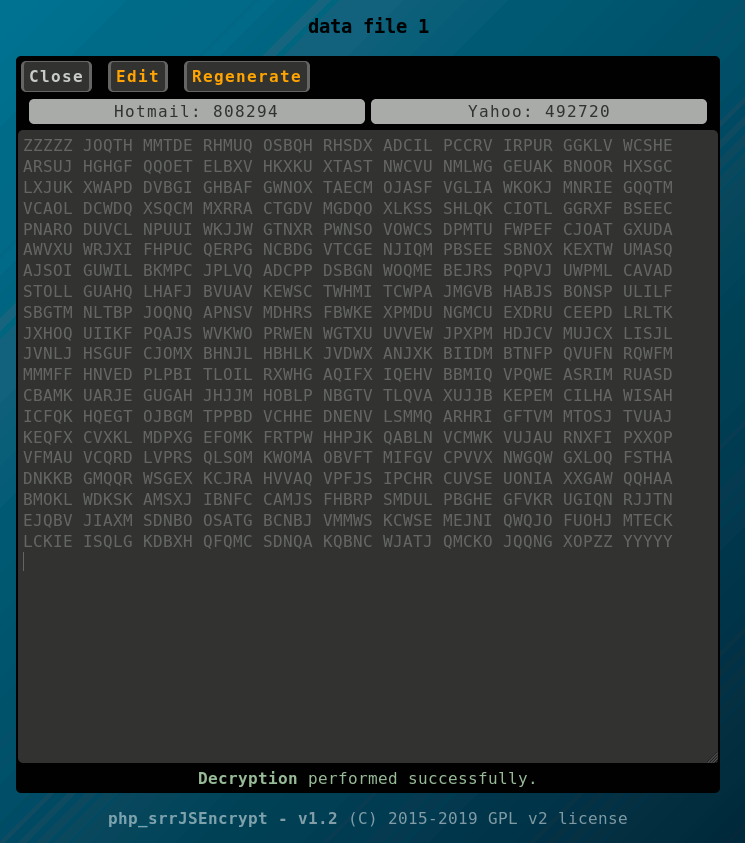 data file 1
Close Edit Regenerate
Hotmail: 808294 Yahoo: 492720
ZZZZZ JOQTH MMTDE RHMUQ OSBQH RHSDX ADCIL PCCRV IRPUR GGKLV WCSHE
ARSUJ HGHGF QQOET ELBXV HKXKU XTAST NWCVU NMLWG GEUAK BNOOR HXSGC
LXJUK XWAPD DVBGI GHBAF GWNOX TAECM OJASF VGLIA WKOKJ MNRIE GQQTM
VCAOL DCWDQ XSQCM MXRRA CTGDV MGDQO XLKSS SHLQK CIOTL GGRXF BSEEC
PNARO DUVCL NPUUI WKJJW GTNXR PWNSO VOWCS DPMTU FWPEF CJOAT GXUDA
AWVXU WRJXI FHPUC QERPG NCBDG VTCGE NJIQM PBSEE SBNOX KEXTW UMASQ
AJSOI GUWIL BKMPC JPLVQ ADCPP DSBGN WOQME BEJRS PQPVJ UWPML CAVAD
STOLL GUAHQ LHAFJ BVUAV KEWSC TWHMI TCWPA JMGVB HABJS BONSP ULILF
SBGTM NLTBP JOQNQ APNSV MDHRS FBWKE XPMDU NGMCU EXDRU CEEPD LRLTK
JXHOQ UIIKF PQAJS WVKWO PRWEN WGTXU UVVEW JPXPM HDJCV MUJCX LISJL
JVNLJ HSGUF CJOMX BHNJL HBHLK JVDWX ANJXK BIIDM BTNFP QVUFN RQWFM
MMMFF HNVED PLPBI TLOIL RXWHG AQIFX IQEHV BBMIQ VPQWE ASRIM RUASD
CBAMK UARJE GUGAH JHJJM HOBLP NBGTV TLQVA XUJJB KEPEM CILHA WISAH
ICFQK HQEGT OJBGM TPPBD VCHHE DNENV LSMMQ ARHRI GFTVM MTOSJ TVUAJ
KEQFX CVXKL MDPXG EFOMK FRTPW HHPJK QABLN VCMWK VUJAU RNXFI PXXOP
VFMAU VCQRD LVPRS QLSOM KWOMA OBVFT MIFGV CPVVX NWGQW GXLOQ FSTHA
DNKKB GMQQR WSGEX KCJRA HVVAQ VPFJS IPCHR CUVSE UONIA XXGAW QQHAA
BMOKL WDKSK AMSXJ IBNFC CAMJS FHBRP SMDUL PBGHE GFVKR UGIQN RJJTN
EJQBV JIAXM SDNBO OSATG BCNBJ VMMWS KCWSE MEJNI QWQJO FUOHJ MTECK
LCKIE ISQLG KDBXH QFQMC SDNQA KQBNC WJATJ QMCKO JQQNG XOPZZ YYYYY
Decryption performed successfully.
php_srrJSEncrypt - v1.2 (C) 2015-2019 GPL v2 license